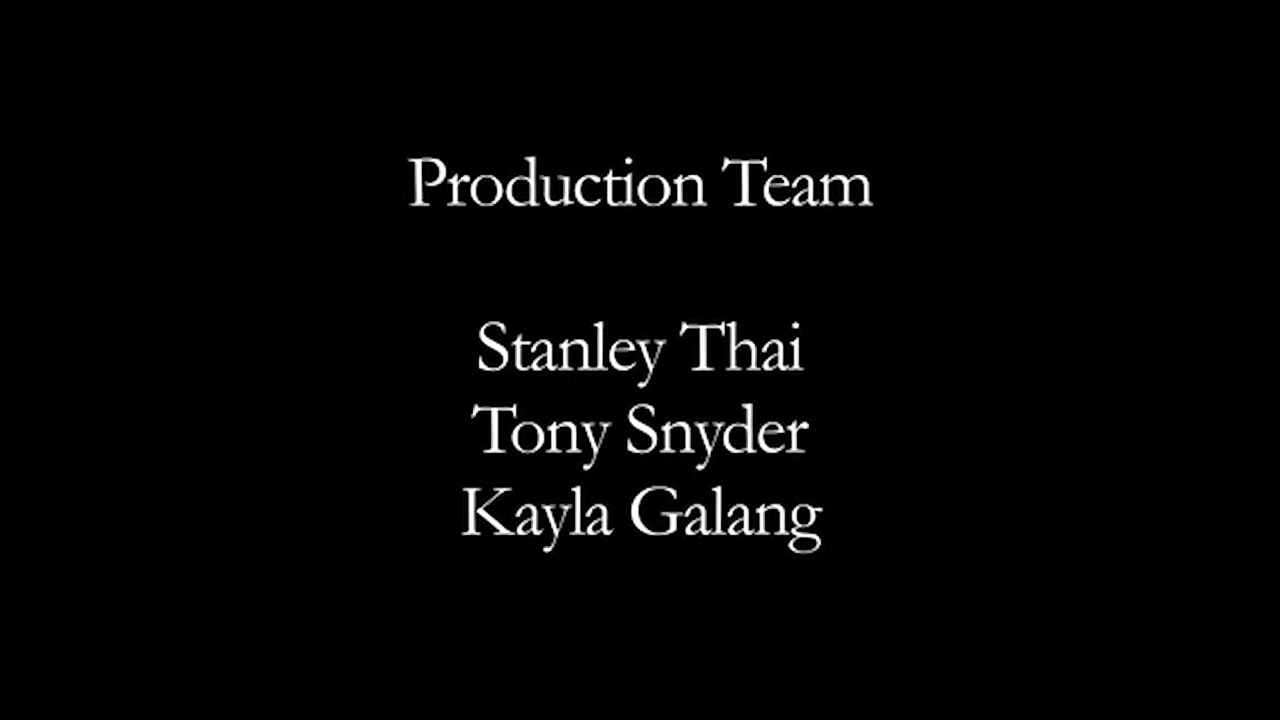 Production Team
Stanley Thai
Tony Snyder
Kayla Galang